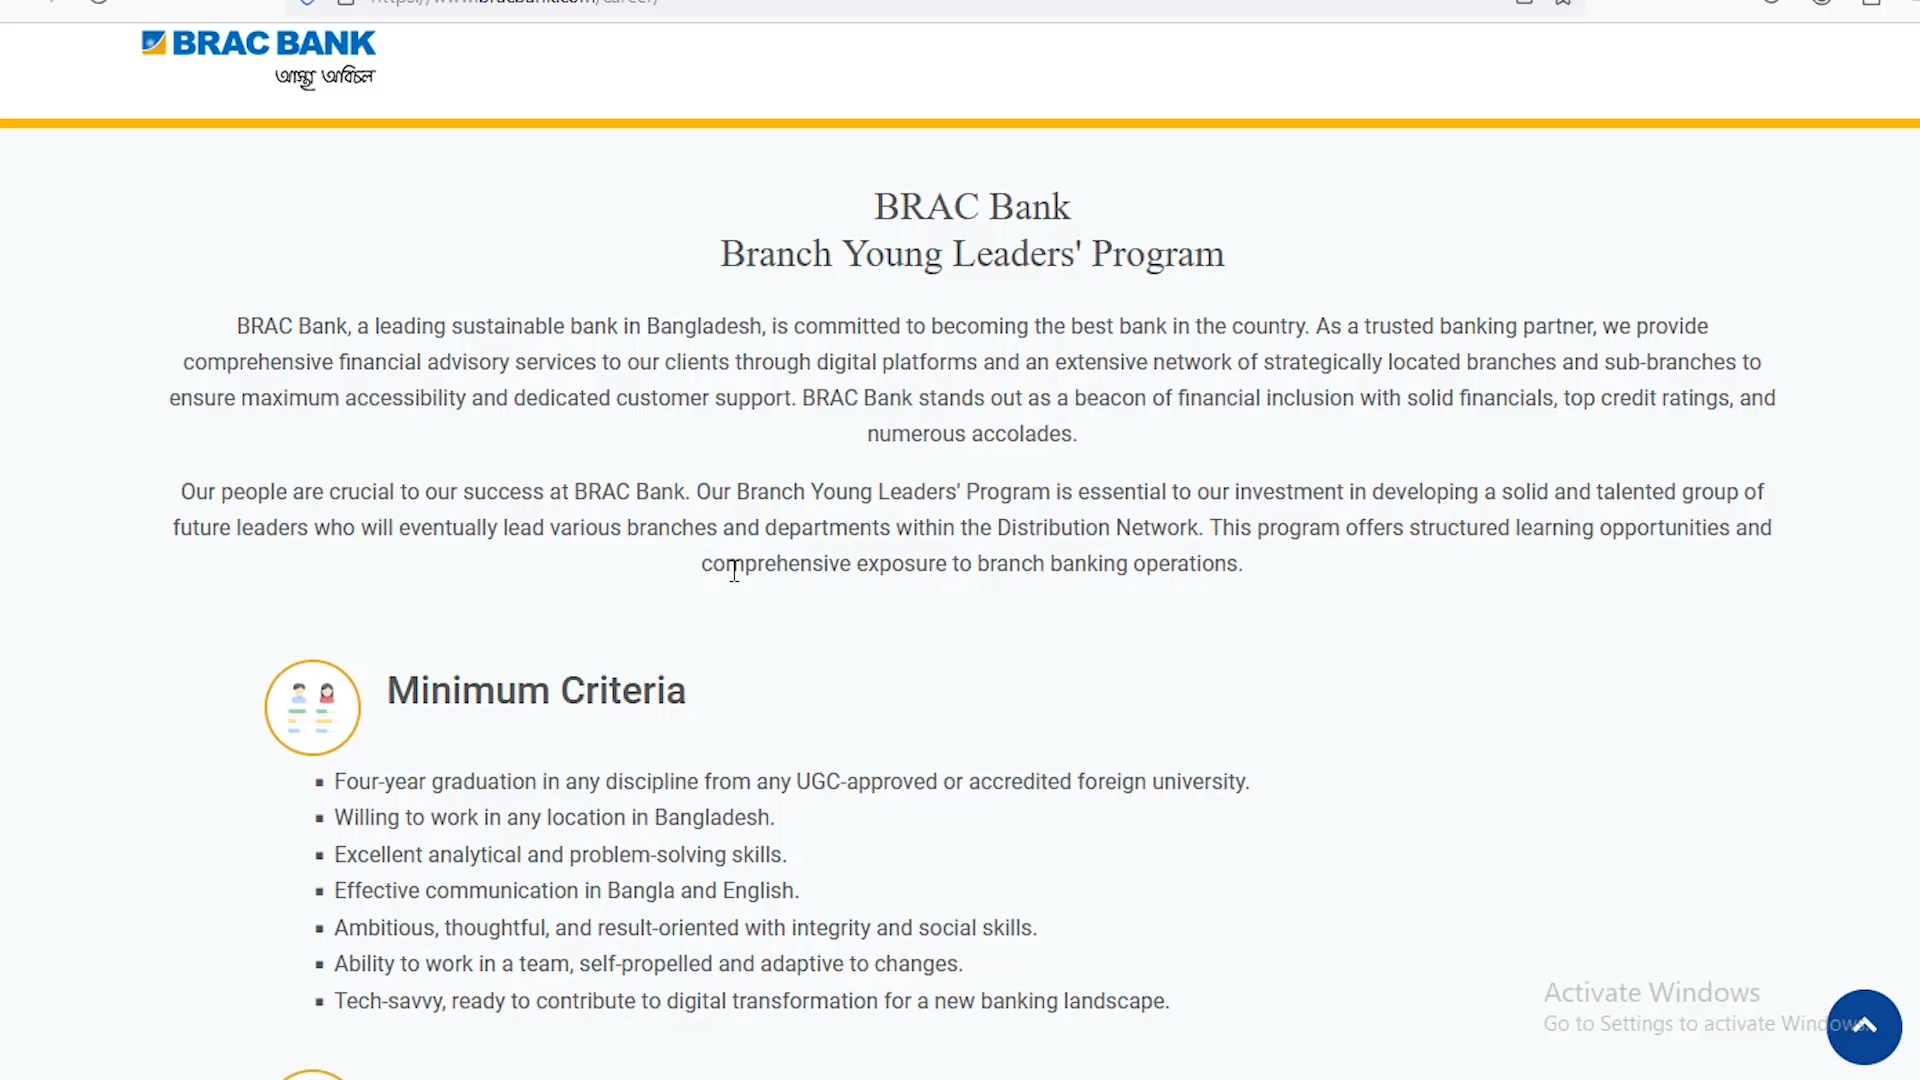 BRAC BANK
আস্থা অবিচল
BRAC Bank
Branch Young Leaders' Program
BRAC Bank, a leading sustainable bank in Bangladesh, is committed to becoming the best bank in the country. As a trusted banking partner, we provide
comprehensive financial advisory services to our clients through digital platforms and an extensive network of strategically located branches and sub-branches to
ensure maximum accessibility and dedicated customer support. BRAC Bank stands out as a beacon of financial inclusion with solid financials, top credit ratings, and
numerous accolades.
Our people are crucial to our success at BRAC Bank. Our Branch Young Leaders' Program is essential to our investment in developing a solid and talented group of
future leaders who will eventually lead various branches and departments within the Distribution Network. This program offers structured learning opportunities and
comprehensive exposure to branch banking operations.
Minimum Criteria
▪ Four-year graduation in any discipline from any UGC-approved or accredited foreign university.
▪ Willing to work in any location in Bangladesh.
▪ Excellent analytical and problem-solving skills.
▪ Effective communication in Bangla and English.
▪ Ambitious, thoughtful, and result-oriented with integrity and social skills.
▪ Ability to work in a team, self-propelled and adaptive to changes.
▪ Tech-savvy, ready to contribute to digital transformation for a new banking landscape.
Activate Windows
Go to Settings to activate Windows.